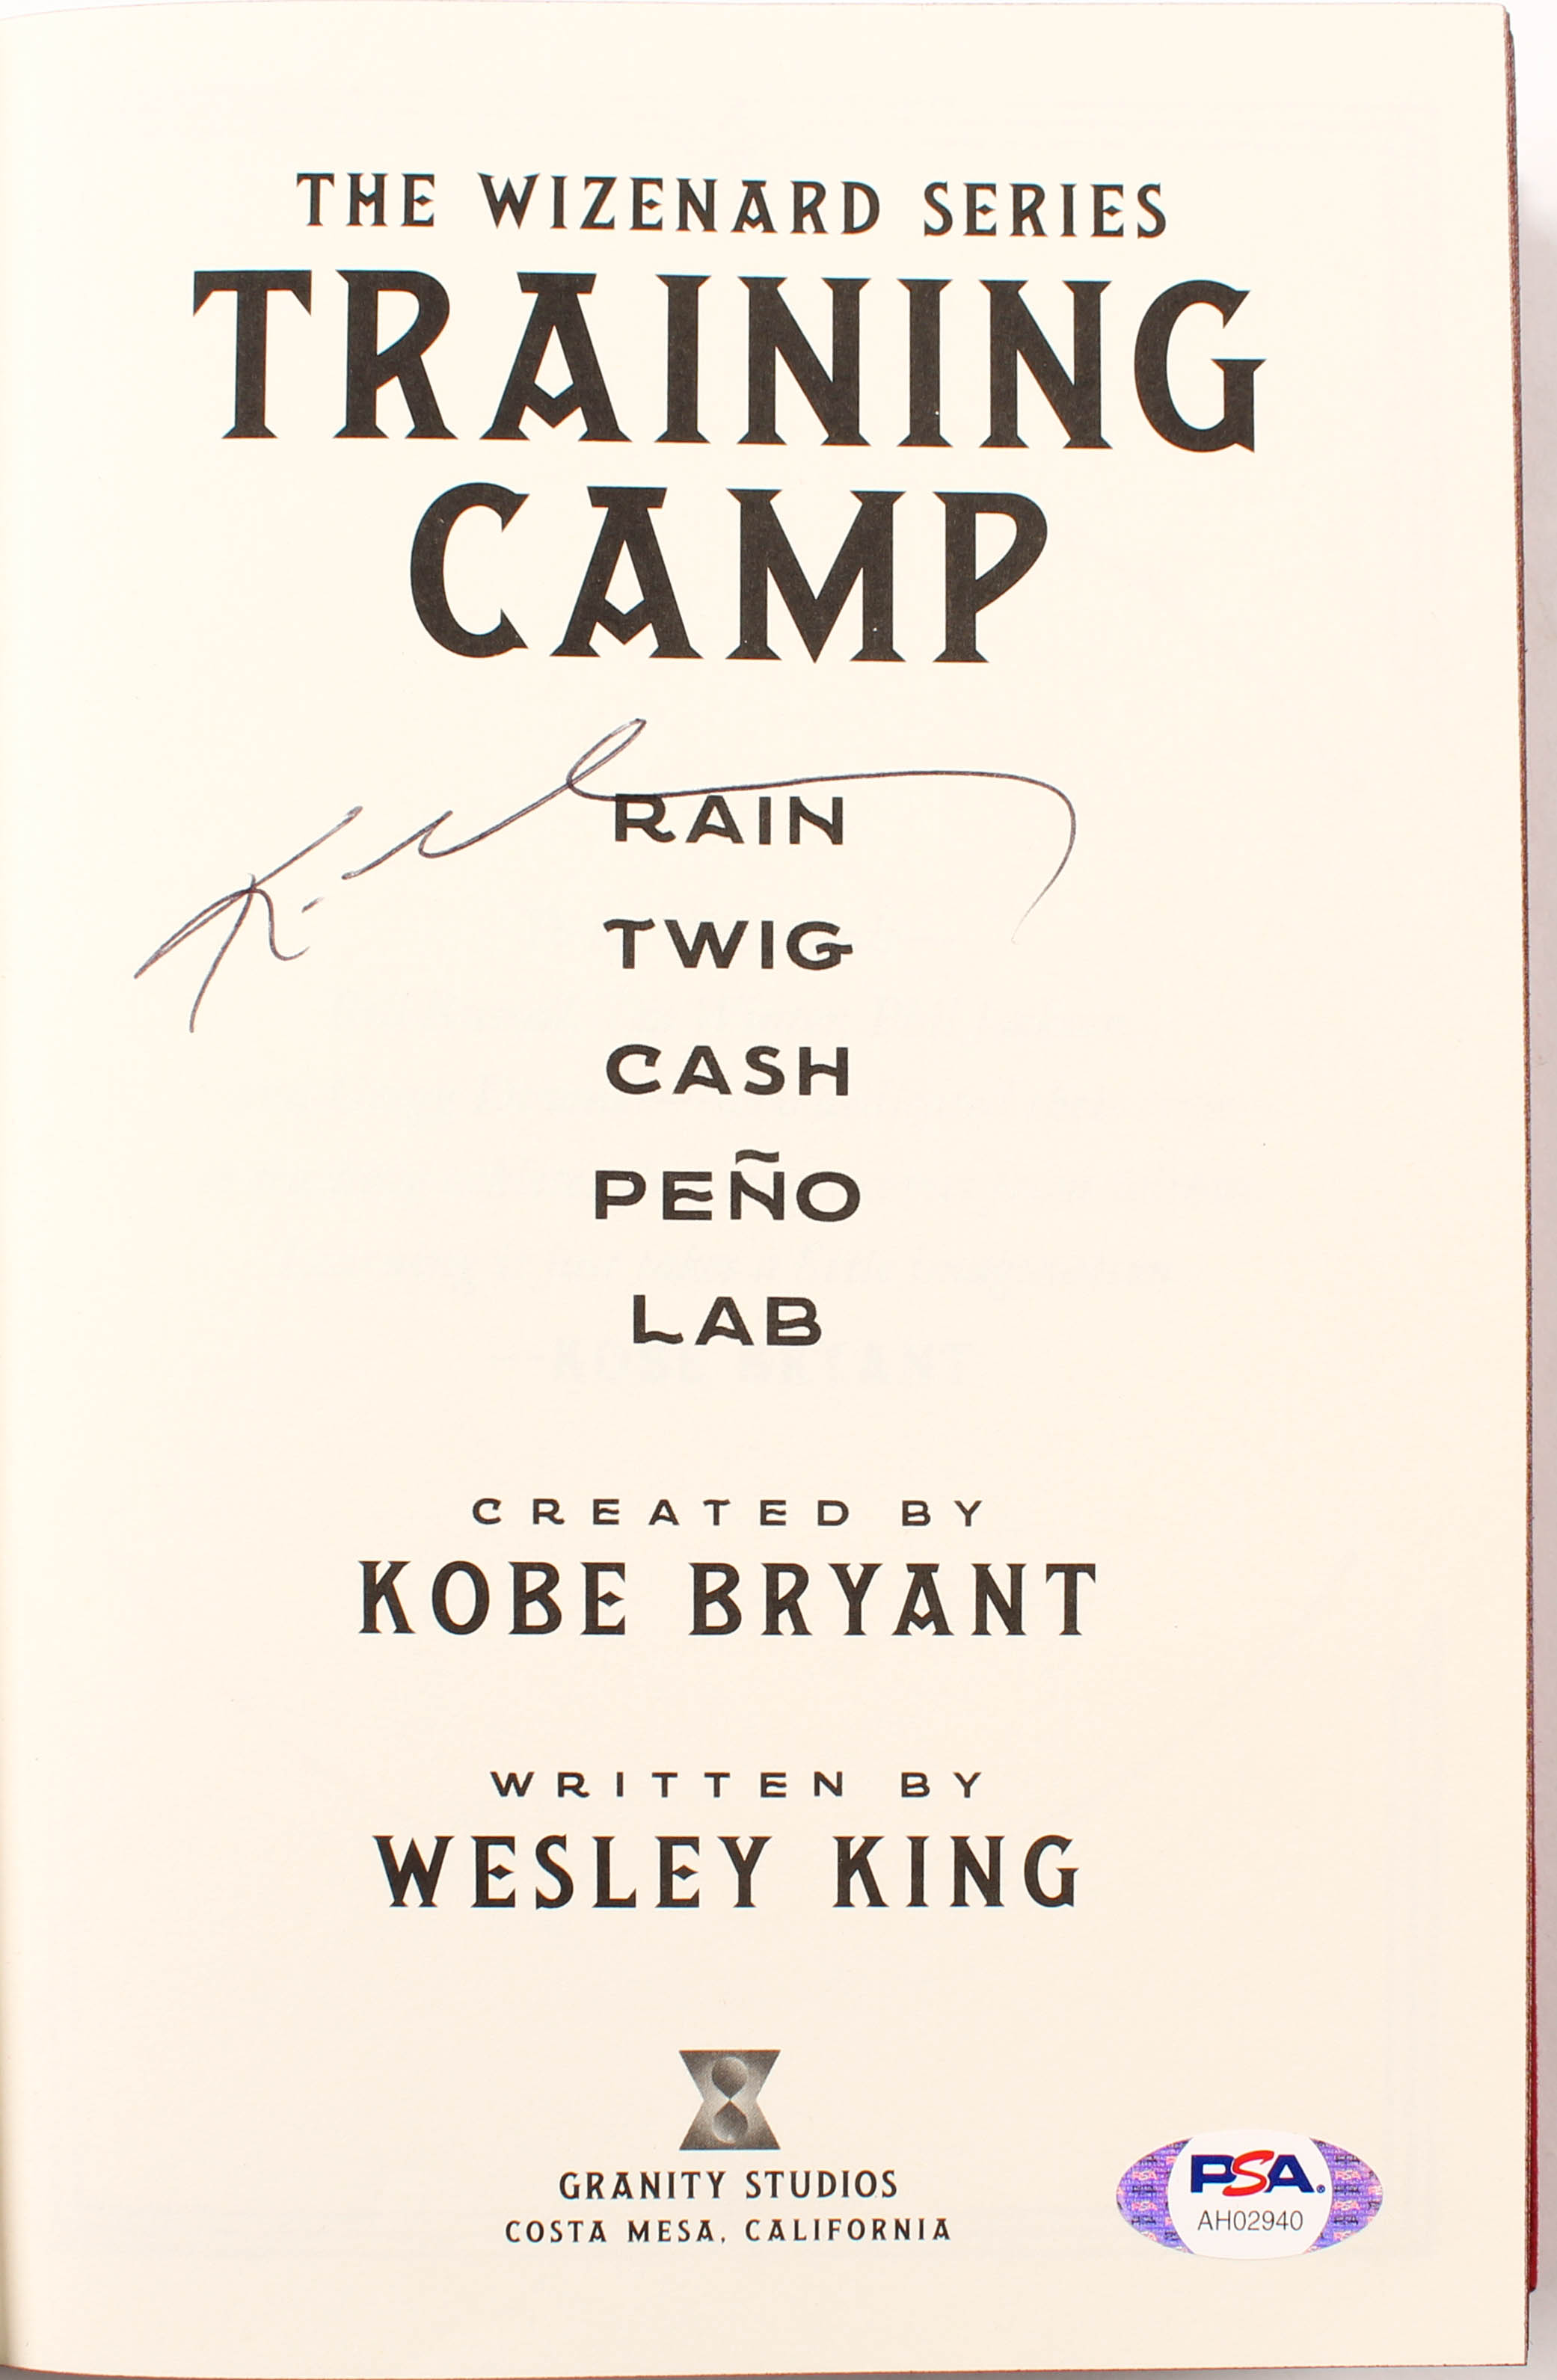 THE WIZENARD SERIES
TRAINING
CAMP
RAIN
TWIG
CASH
PEÑO
LAB
CREATED BY
KOBE BRYANT
WRITTEN BY
WESLEY KING
GRANITY STUDIOS
COSTA MESA, CALIFORNIA
PSA
AH02940